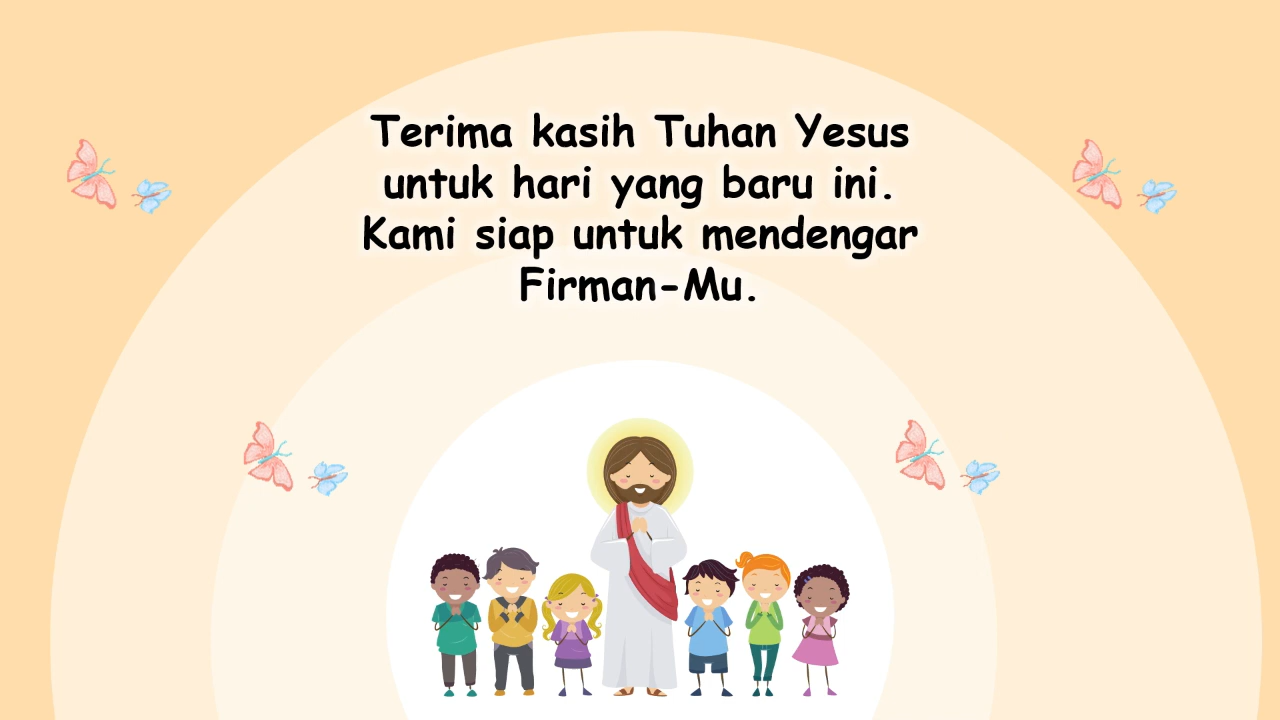 Terima kasih Tuhan Yesus
untuk hari yang baru ini.
Kami siap untuk mendengar
Firman-Mu.